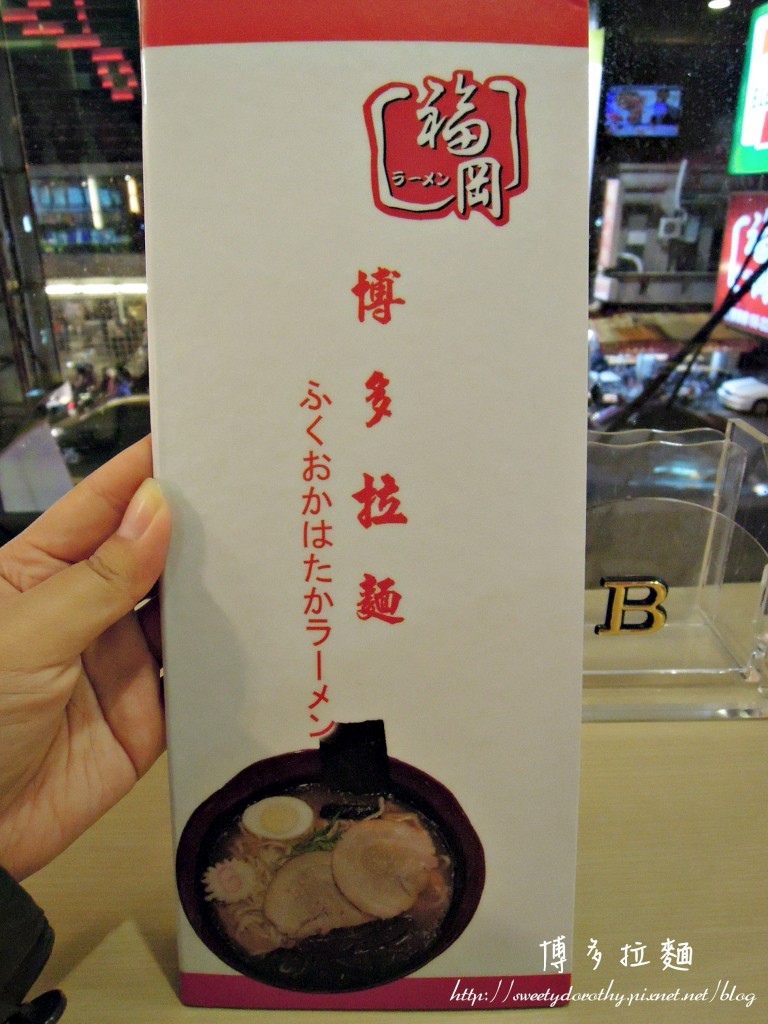 福岡
ラーメン
博多拉麵
ふくおかはたかラーメン
B
博多拉麵
http://sweetydorothy.pixnet.net/blog